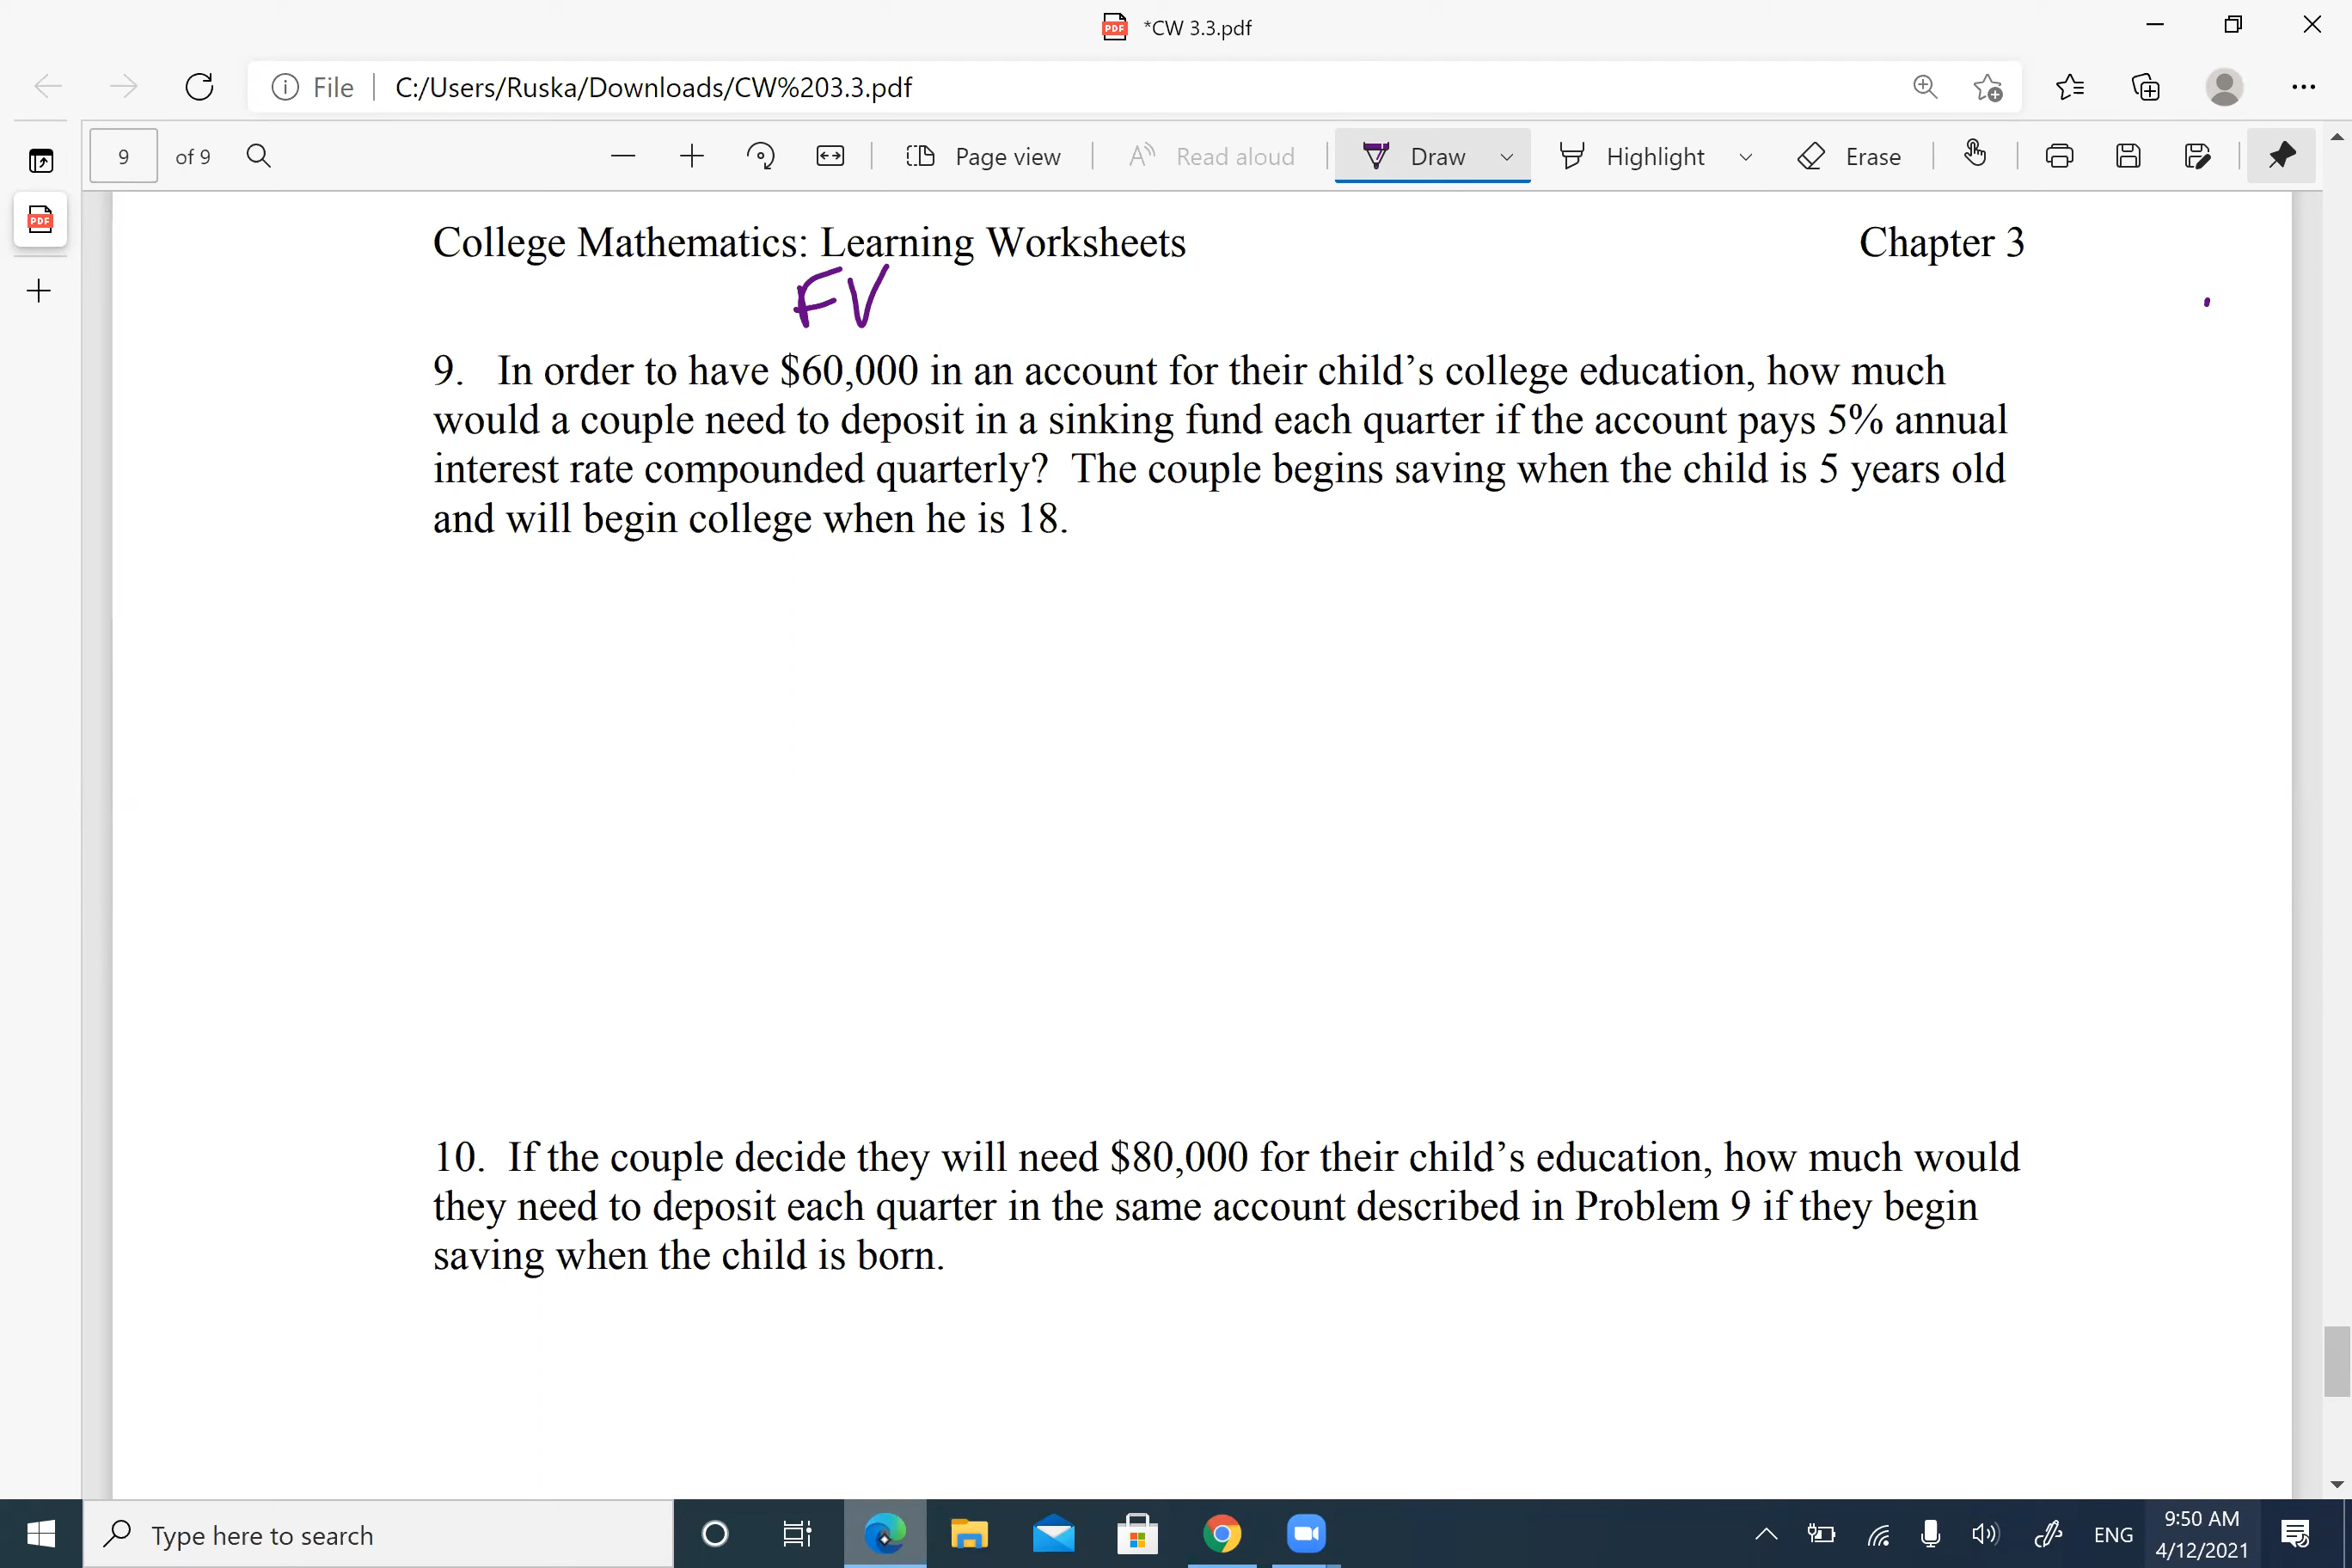 *CW 3.3.pdf
File C:/Users/Ruska/Downloads/CW%203.3.pdf
9 of 9 Page view Read aloud Draw Highlight Erase
College Mathematics: Learning Worksheets Chapter 3
FV
9. In order to have $60,000 in an account for their child’s college education, how much
would a couple need to deposit in a sinking fund each quarter if the account pays 5% annual
interest rate compounded quarterly? The couple begins saving when the child is 5 years old
and will begin college when he is 18.
10. If the couple decide they will need $80,000 for their child’s education, how much would
they need to deposit each quarter in the same account described in Problem 9 if they begin
saving when the child is born.
Type here to search
ENG
9:50 AM
4/12/2021